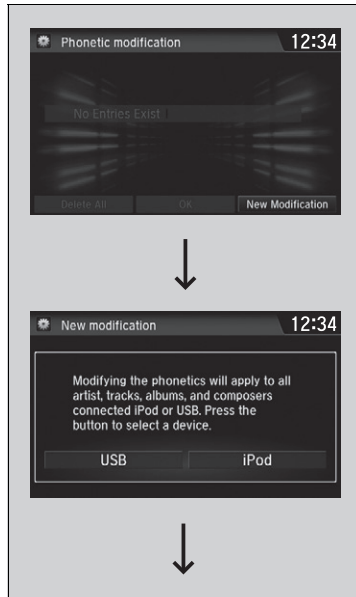 Phonetic modification 12:34
No Entries Exist
Delete All OK New Modification
New modification 12:34
Modifying the phonetics will apply to all
artist, tracks, albums, and composers
connected iPod or USB. Press the
button to select a device.
USB iPod